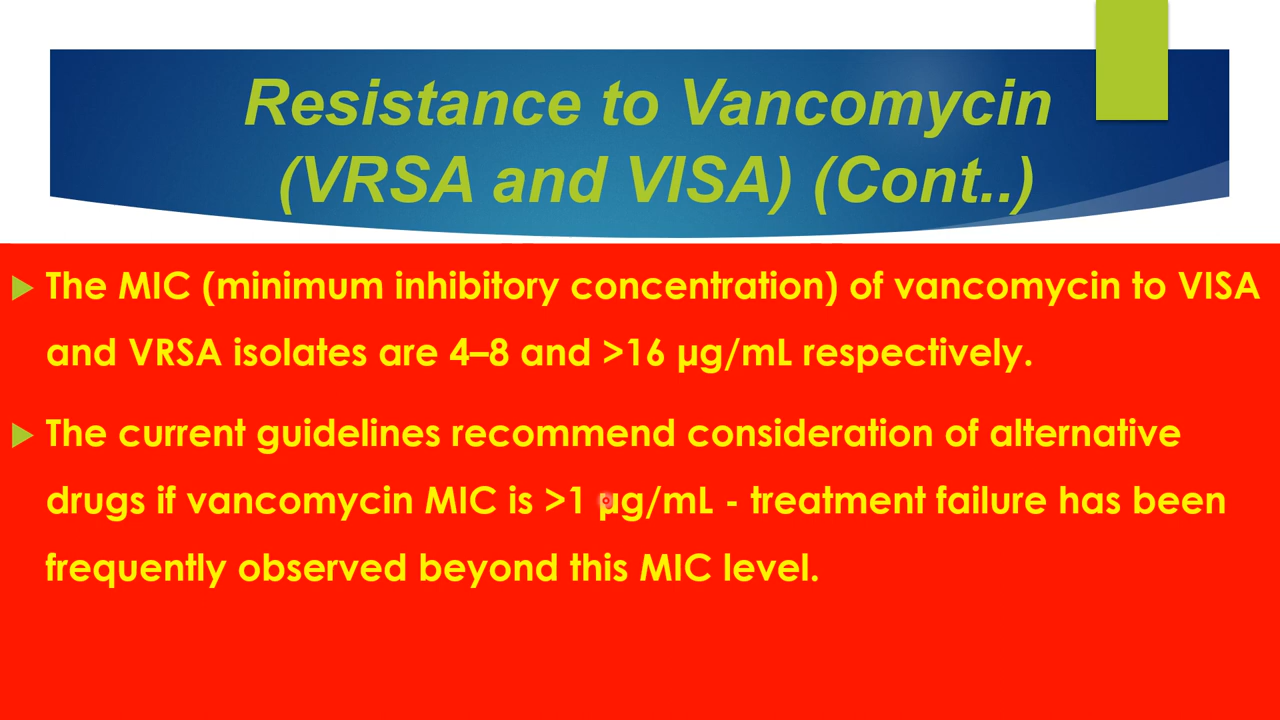 Resistance to Vancomycin
(VRSA and VISA) (Cont..)
The MIC (minimum inhibitory concentration) of vancomycin to VISA
and VRSA isolates are 4–8 and >16 µg/mL respectively.
The current guidelines recommend consideration of alternative
drugs if vancomycin MIC is >1 µg/mL - treatment failure has been
frequently observed beyond this MIC level.